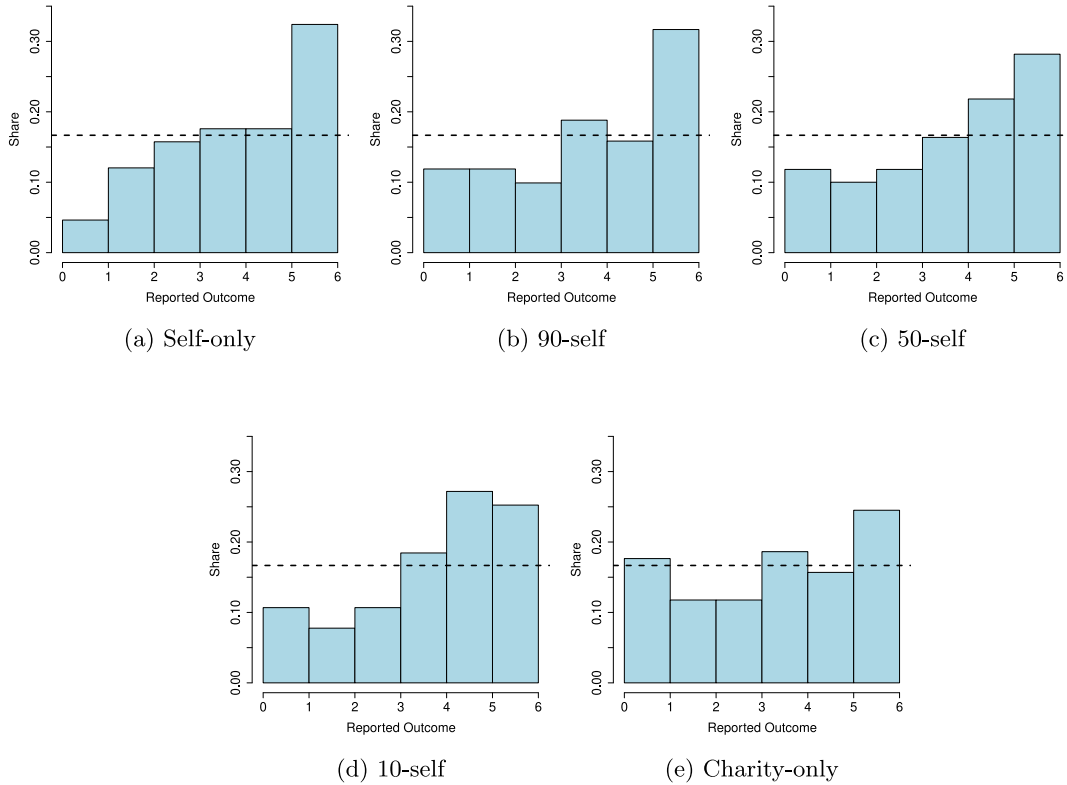 0.00 0.10 0.20 0.30
Share
0 1 2 3 4 5 6
Reported Outcome
(a) Self-only
0.00 0.10 0.20 0.30
Share
0 1 2 3 4 5 6
Reported Outcome
(b) 90-self
0.00 0.10 0.20 0.30
Share
0 1 2 3 4 5 6
Reported Outcome
(c) 50-self
0.00 0.10 0.20 0.30
Share
0 1 2 3 4 5 6
Reported Outcome
(d) 10-self
0.00 0.10 0.20 0.30
Share
0 1 2 3 4 5 6
Reported Outcome
(e) Charity-only